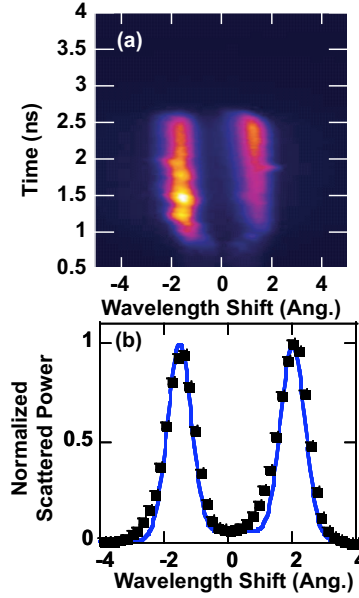 4
(a)
3.5
3
2.5
2
1.5
1
0.5
Time (ns)
-4 -2 0 2 4
Wavelength Shift (Ang.)
1
(b)
0.5
0
Normalized
Scattered Power
-4 -2 0 2 4
Wavelength Shift (Ang.)